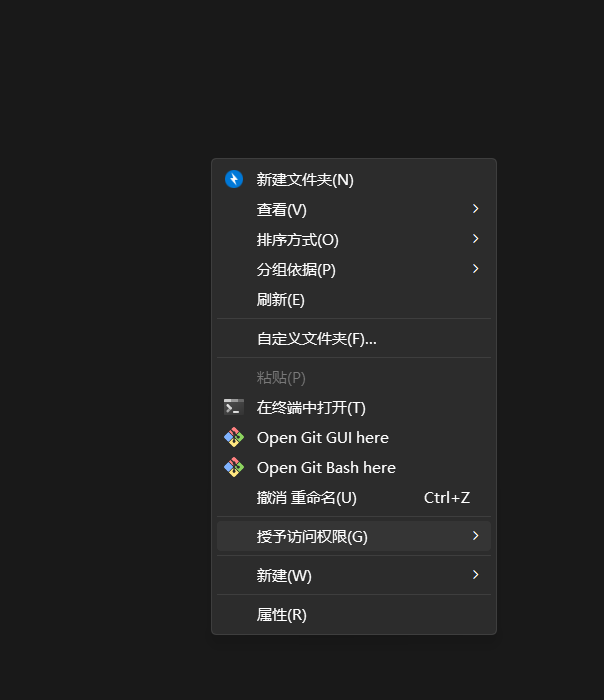 新建文件夹(N)
查看(V)
排序方式(O)
分组依据(P)
刷新(E)
自定义文件夹(F)...
粘贴(P)
在终端中打开(T)
Open Git GUI here
Open Git Bash here
撤消 重命名(U) Ctrl+Z
授予访问权限(G)
新建(W)
属性(R)